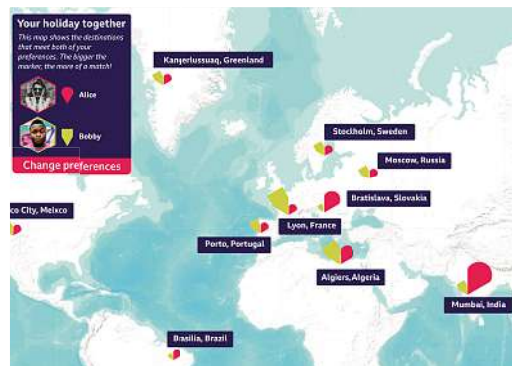 Your holiday together
This map shows the destinations
that meet both of your
preferences. The bigger the
marker, the more of a match!
Alice
Bobby
Change preferences
Kangerlussuaq, Greenland
Stockholm, Sweden
Moscow, Russia
Bratislava, Slovakia
co City, Meixco
Lyon, France
Porto, Portugal
Algiers, Algeria
Mumbai, India
Brasilia, Brazil